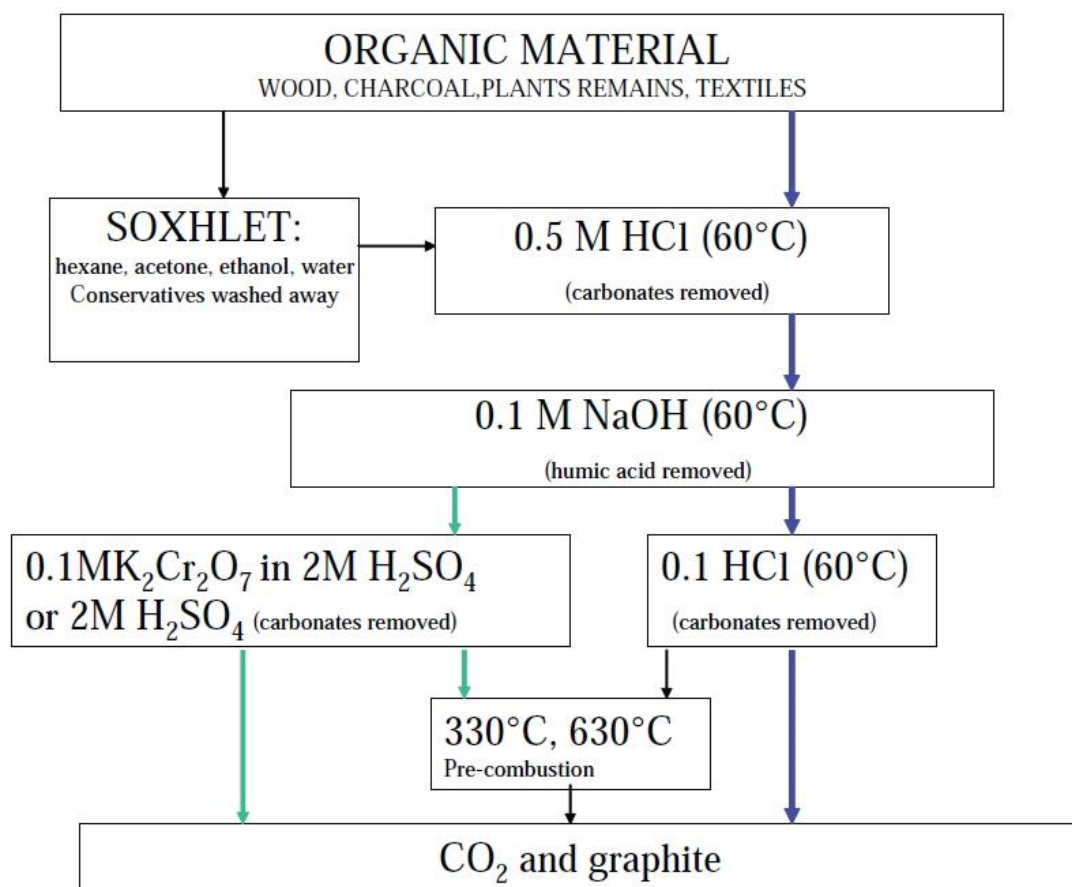 ORGANIC MATERIAL
WOOD, CHARCOAL,PLANTS REMAINS, TEXTILES
SOXHLET:
hexane, acetone, ethanol, water
Conservatives washed away
0.5 M HCl (60°C)
(carbonates removed)
0.1 M NaOH (60°C)
(humic acid removed)
0.1MK₂Cr₂O₇ in 2M H₂SO₄
or 2M H₂SO₄ (carbonates removed)
0.1 HCl (60°C)
(carbonates removed)
330°C, 630°C
Pre-combustion
CO₂ and graphite